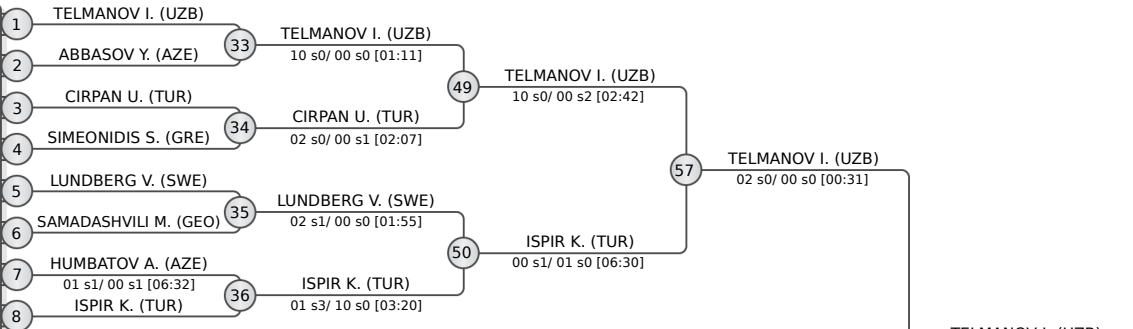 1
TELMANOV I. (UZB)
2
ABBASOV Y. (AZE)
33
TELMANOV I. (UZB)
10 s0/ 00 s0 [01:11]
3
CIRPAN U. (TUR)
4
SIMEONIDIS S. (GRE)
34
CIRPAN U. (TUR)
02 s0/ 00 s1 [02:07]
49
TELMANOV I. (UZB)
10 s0/ 00 s2 [02:42]
5
LUNDBERG V. (SWE)
6
SAMADASHVILI M. (GEO)
35
LUNDBERG V. (SWE)
02 s1/ 00 s0 [01:55]
7
HUMBATOV A. (AZE)
01 s1/ 00 s1 [06:32]
8
ISPIR K. (TUR)
36
ISPIR K. (TUR)
01 s3/ 10 s0 [03:20]
50
ISPIR K. (TUR)
00 s1/ 01 s0 [06:30]
57
TELMANOV I. (UZB)
02 s0/ 00 s0 [00:31]